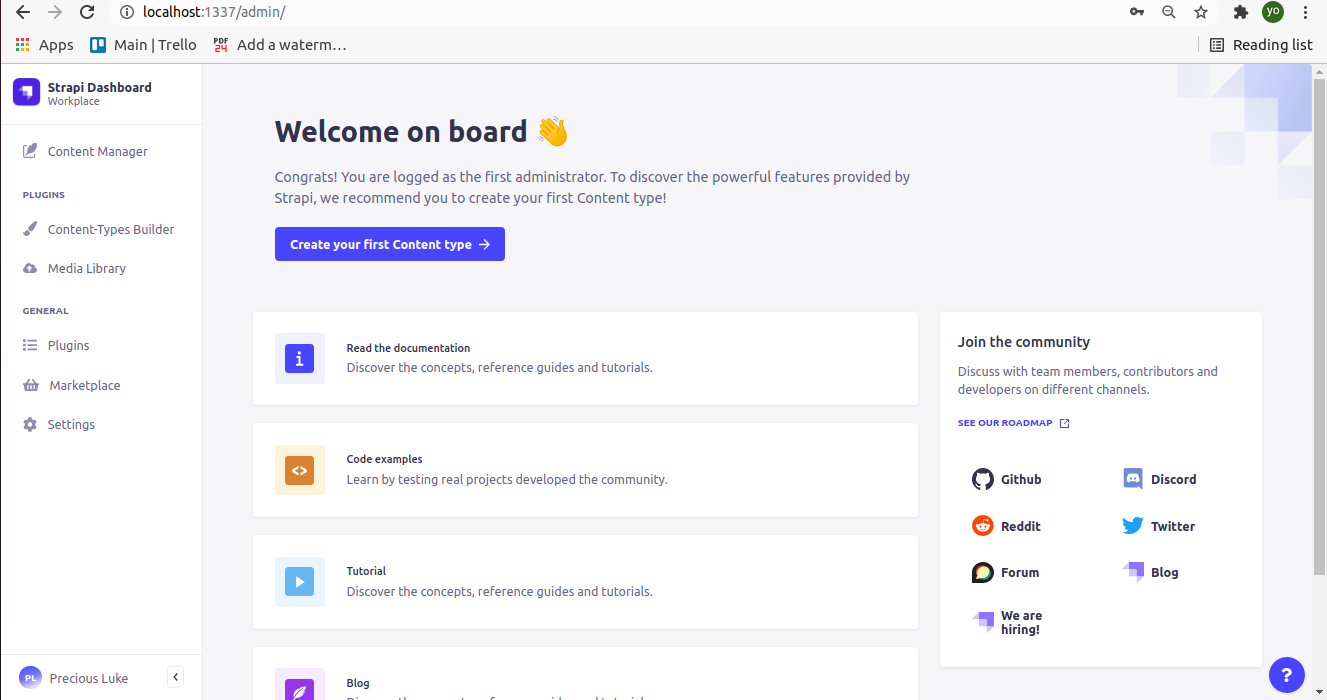 localhost:1337/admin/
yo
Apps
Main | Trello
PDF
24
Add a waterm…
Reading list
Strapi Dashboard
Workplace
Content Manager
PLUGINS
Content-Types Builder
Media Library
GENERAL
Plugins
Marketplace
Settings
PL
Precious Luke
Welcome on board 👋
Congrats! You are logged as the first administrator. To discover the powerful features provided by
Strapi, we recommend you to create your first Content type!
Create your first Content type →
Read the documentation
Discover the concepts, reference guides and tutorials.
Code examples
Learn by testing real projects developed the community.
Tutorial
Discover the concepts, reference guides and tutorials.
Blog
Join the community
Discuss with team members, contributors and
developers on different channels.
SEE OUR ROADMAP
Github
Discord
Reddit
Twitter
Forum
Blog
We are
hiring!
?